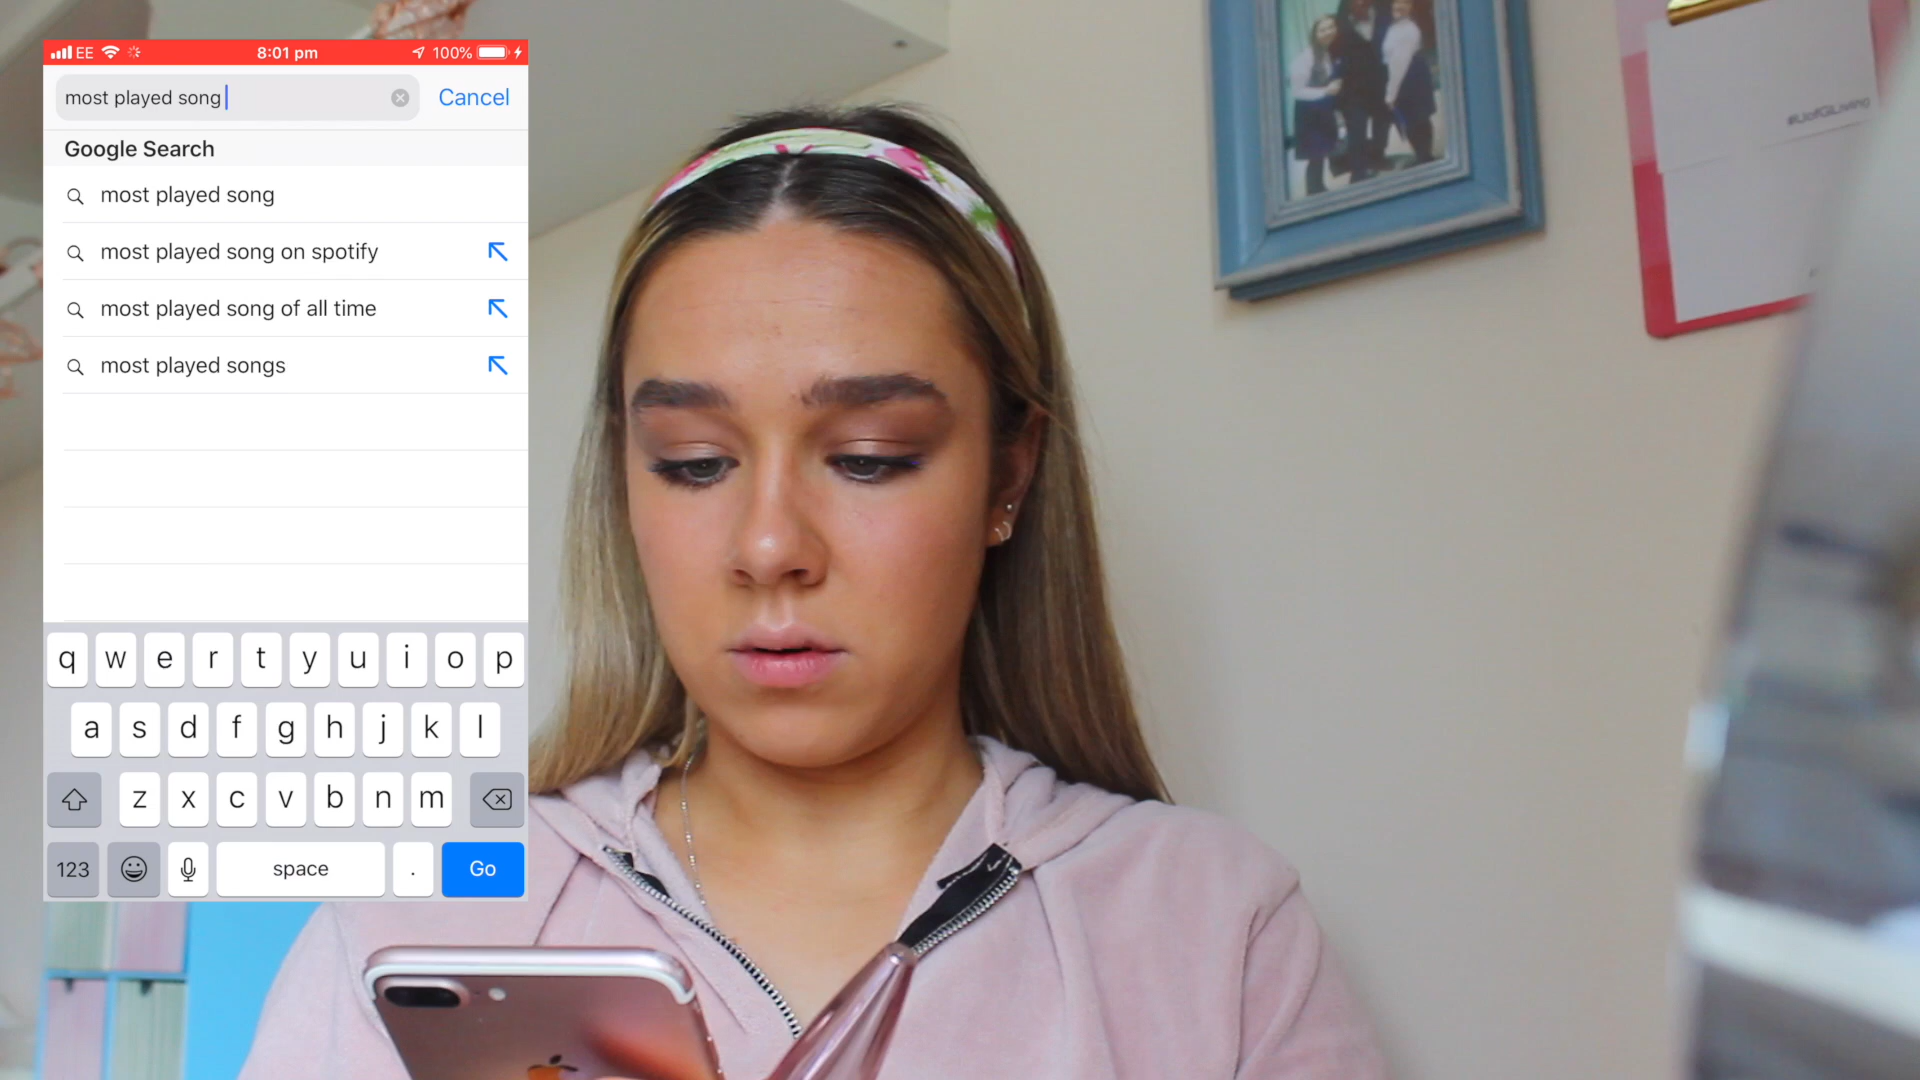 EE 8:01 pm 100%
most played song Cancel
Google Search
most played song
most played song on spotify
most played song of all time
most played songs
q w e r t y u i o p
a s d f g h j k l
z x c v b n m
123 space . Go